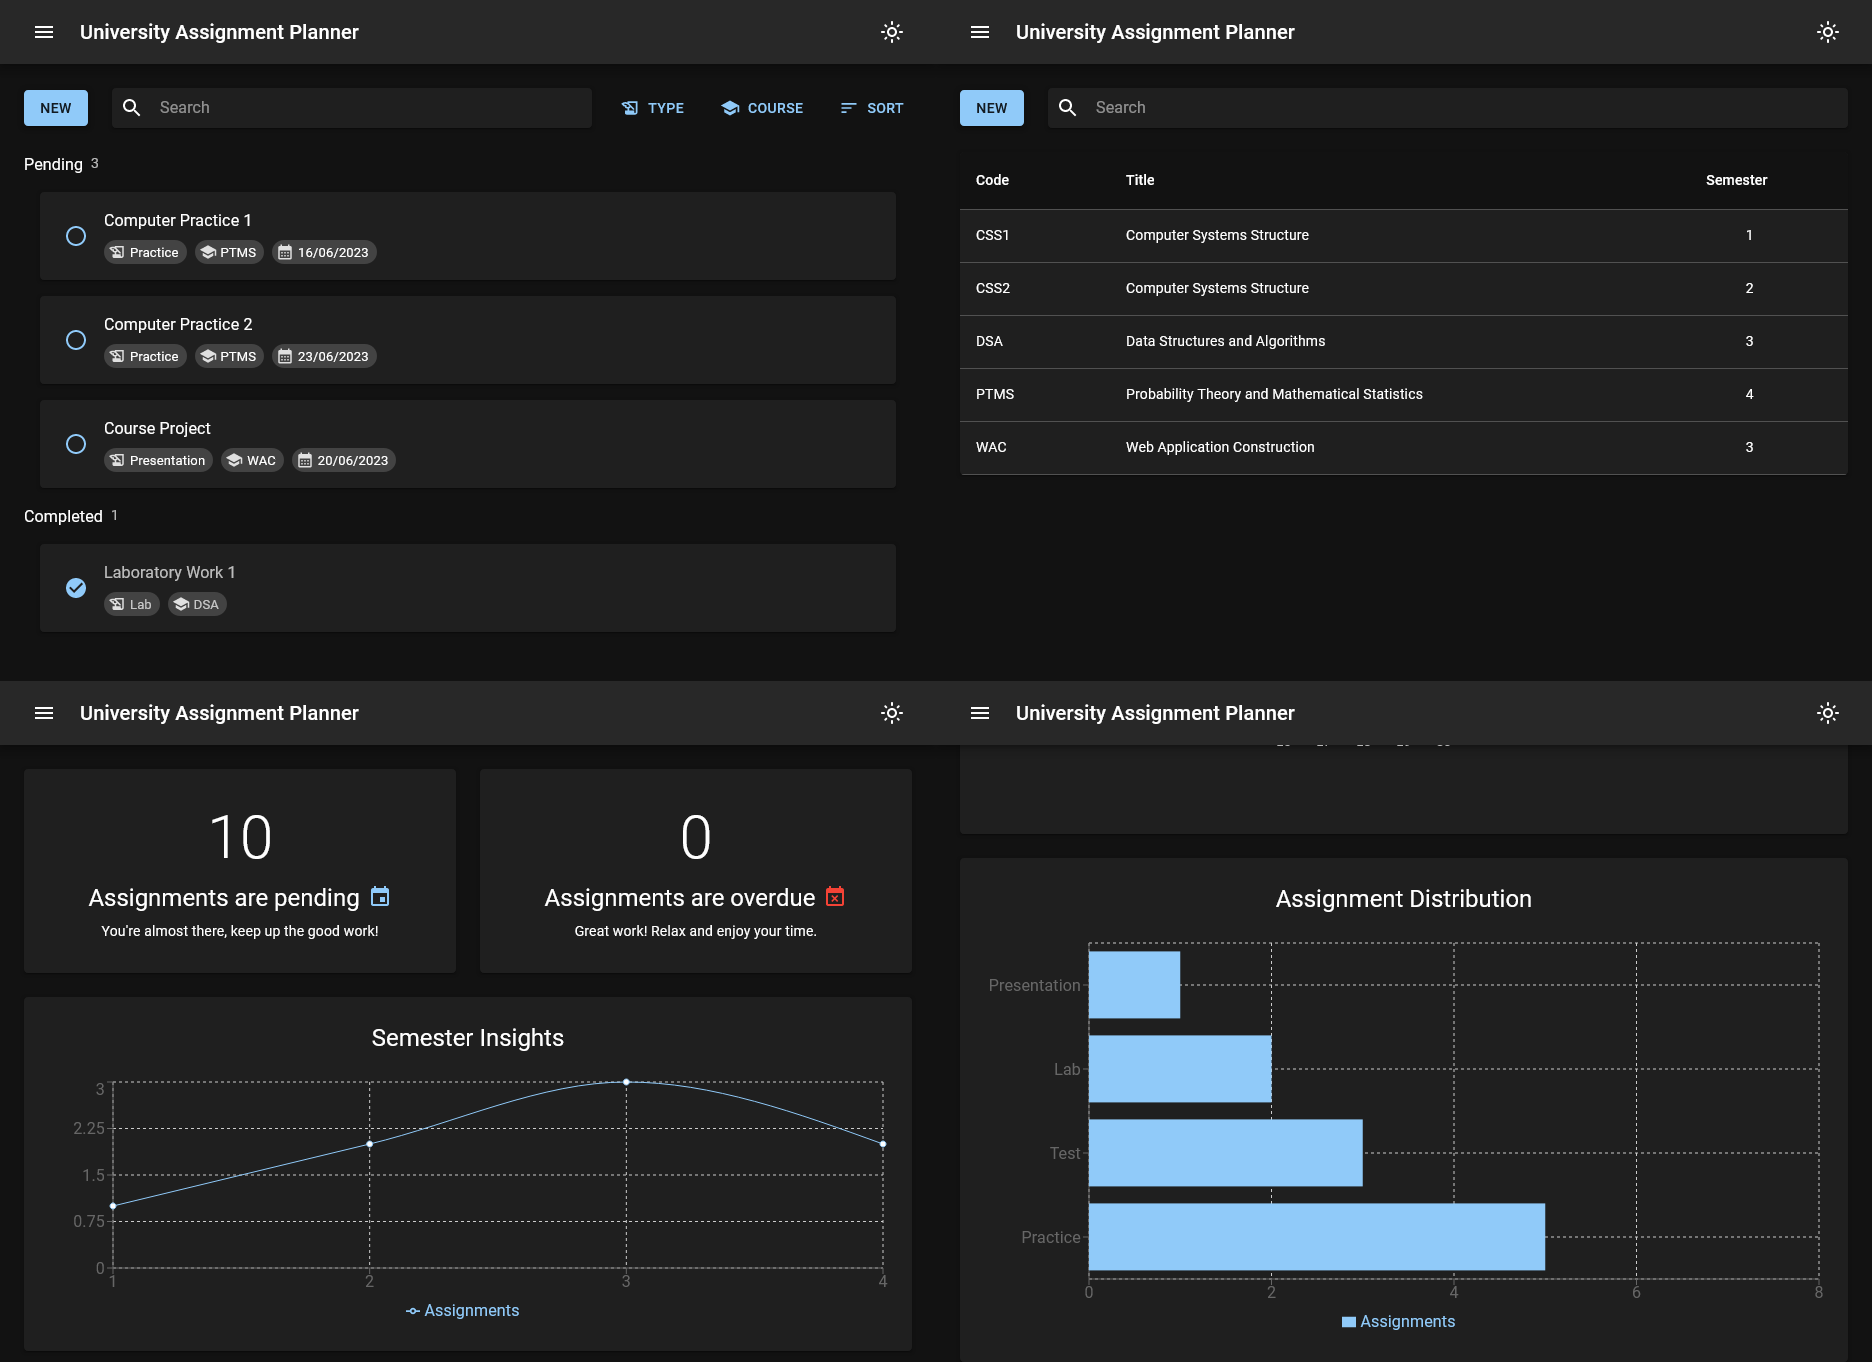 University Assignment Planner
NEW
Search
TYPE
COURSE
SORT
Pending 3
Computer Practice 1
Practice
PTMS
16/06/2023
Computer Practice 2
Practice
PTMS
23/06/2023
Course Project
Presentation
WAC
20/06/2023
Completed 1
Laboratory Work 1
Lab
DSA
University Assignment Planner
NEW
Search
Code Title Semester
CSS1 Computer Systems Structure 1
CSS2 Computer Systems Structure 2
DSA Data Structures and Algorithms 3
PTMS Probability Theory and Mathematical Statistics 4
WAC Web Application Construction 3
University Assignment Planner
10
Assignments are pending
You're almost there, keep up the good work!
0
Assignments are overdue
Great work! Relax and enjoy your time.
Semester Insights
3
2.25
1.5
0.75
0
1 2 3 4
Assignments
University Assignment Planner
Assignment Distribution
Presentation
Lab
Test
Practice
0 2 4 6 8
Assignments